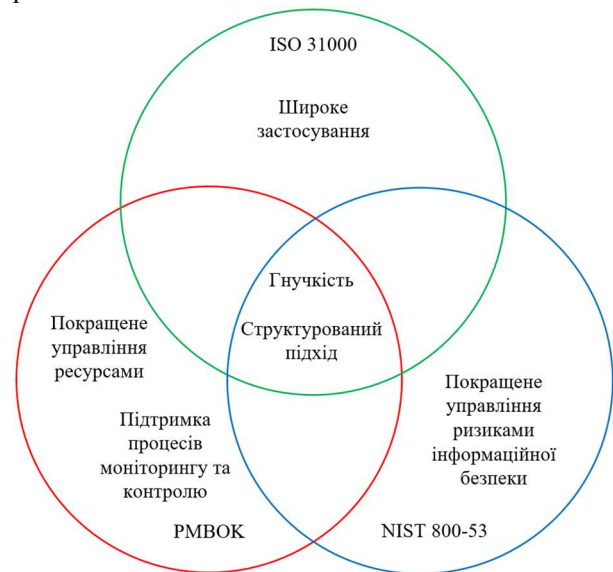 ISO 31000
Широке
застосування
Гнучкість
Структурований
підхід
Покращене
управління
ресурсами
Підтримка
процесів
моніторингу та
контролю
PMBOK
Покращене
управління
ризиками
інформаційної
безпеки
NIST 800-53